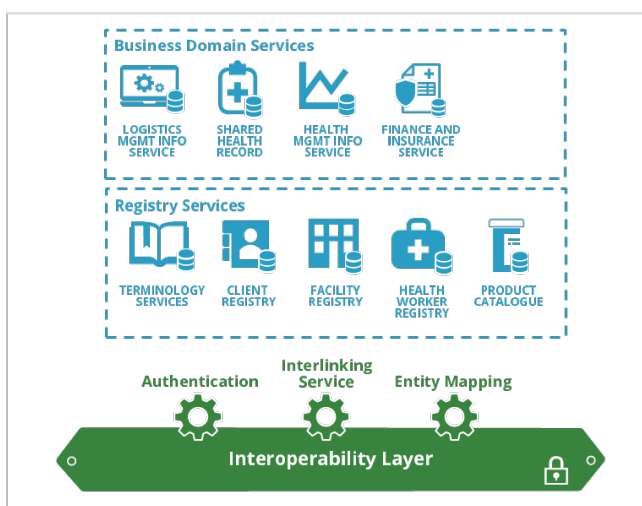 Business Domain Services
LOGISTICS
MGMT INFO
SERVICE
SHARED
HEALTH
RECORD
HEALTH
MGMT INFO
SERVICE
FINANCE AND
INSURANCE
SERVICE
Registry Services
TERMINOLOGY
SERVICES
CLIENT
REGISTRY
FACILITY
REGISTRY
HEALTH
WORKER
REGISTRY
PRODUCT
CATALOGUE
Authentication
Interlinking
Service
Entity Mapping
Interoperability Layer